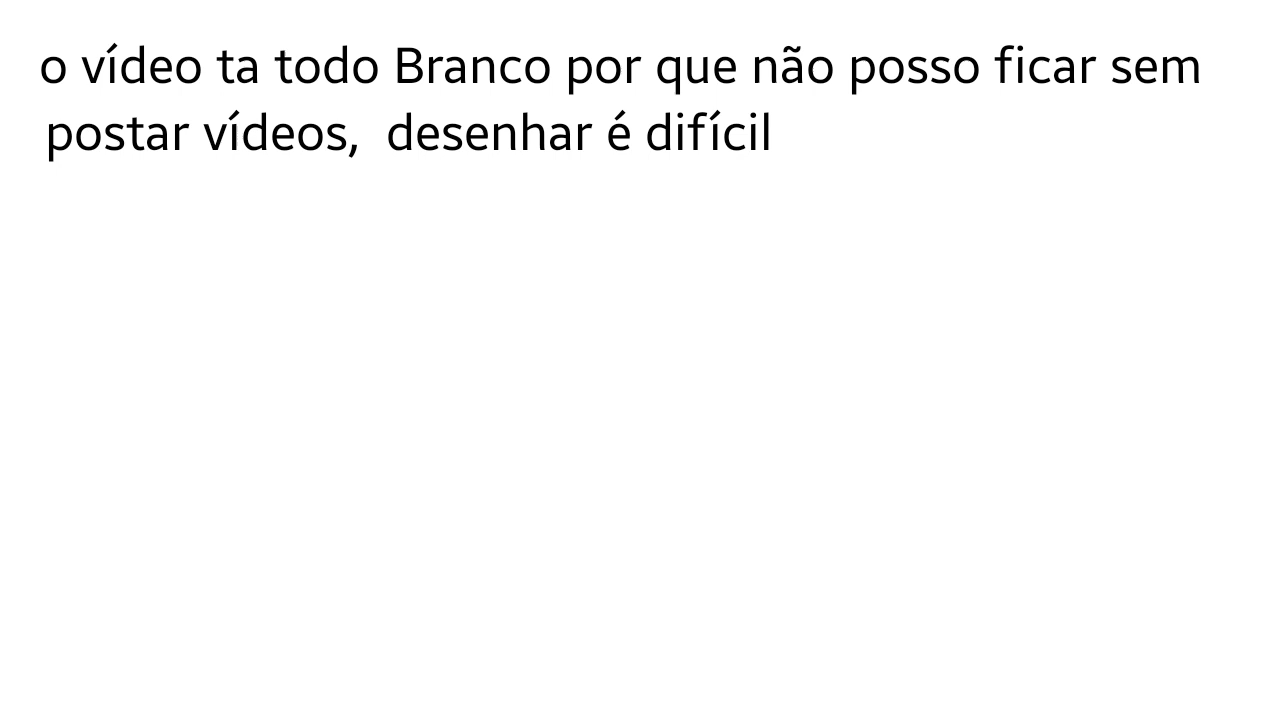 o vídeo ta todo Branco por que não posso ficar sem
postar vídeos,  desenhar é difícil